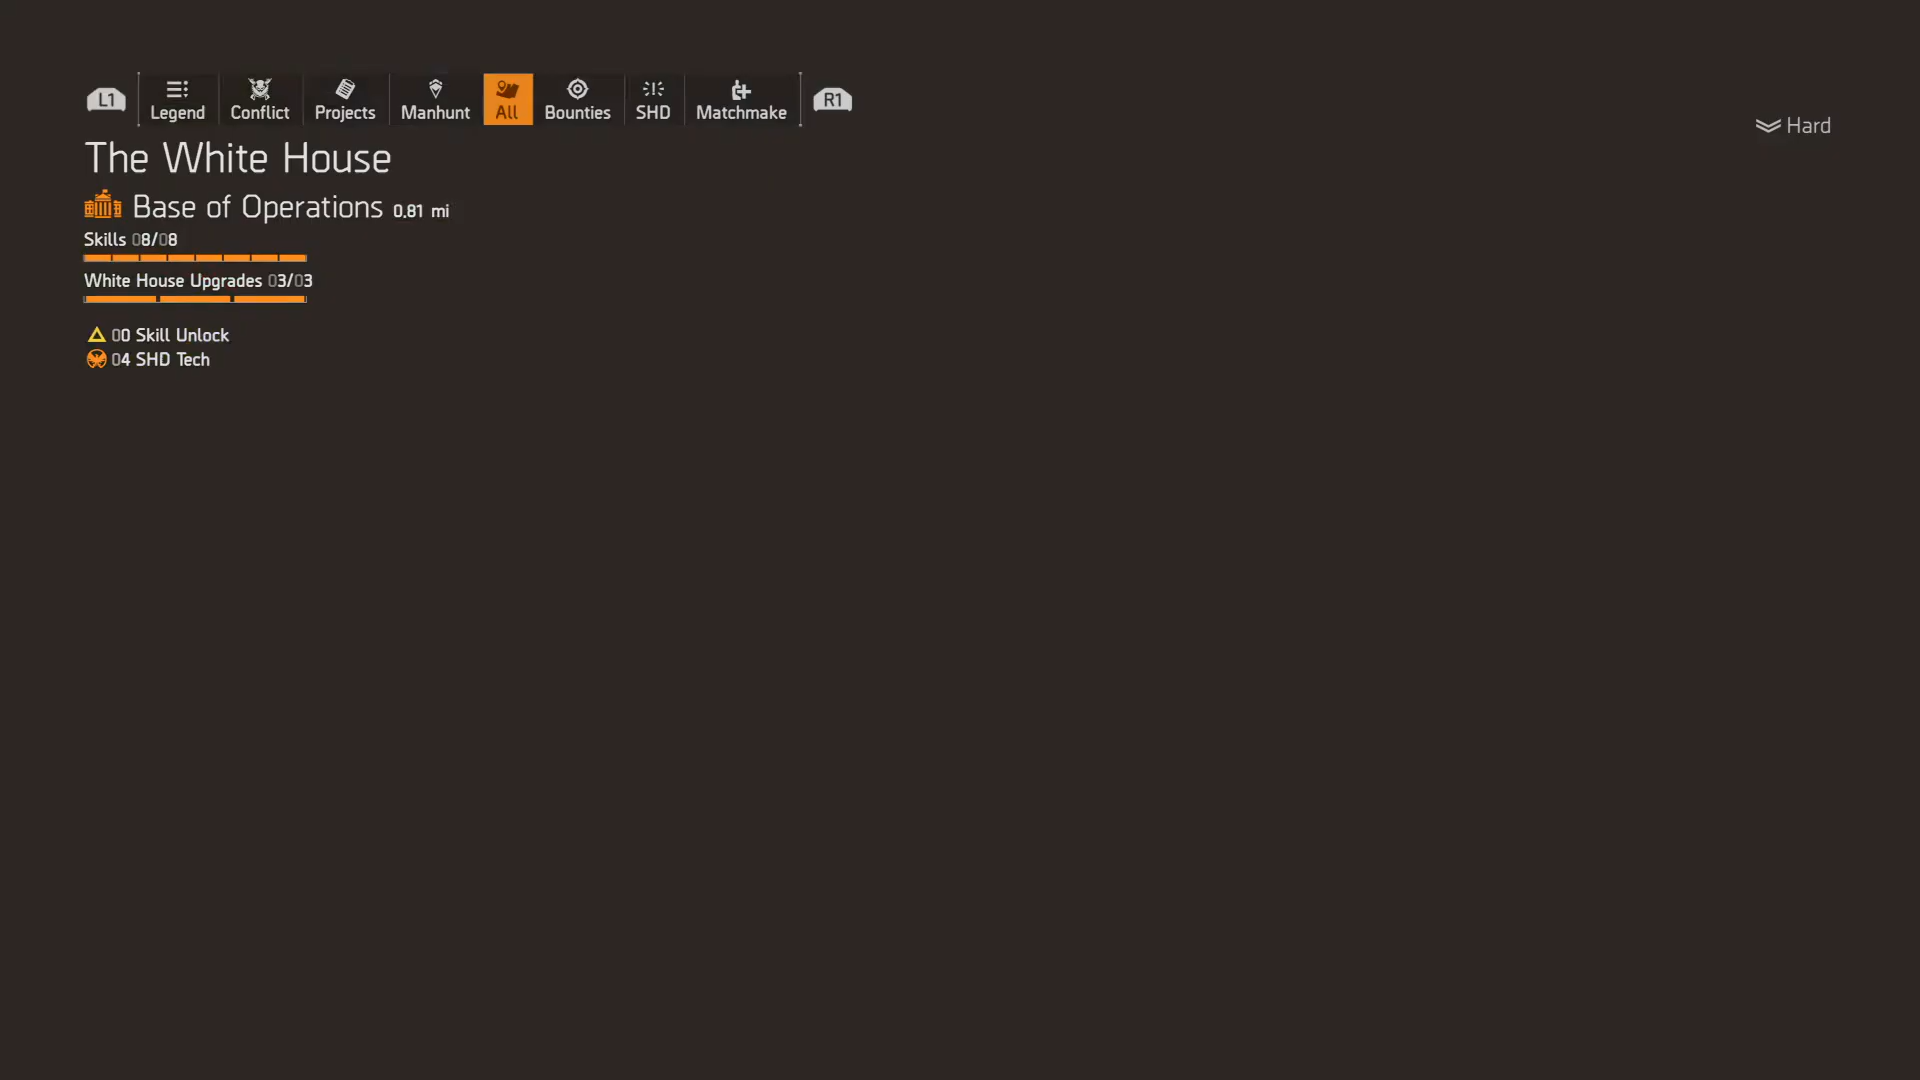 L1 Legend Conflict Projects Manhunt All Bounties SHD Matchmake R1
Hard
The White House
Base of Operations 0.81 mi
Skills 08/08
White House Upgrades 03/03
00 Skill Unlock
04 SHD Tech